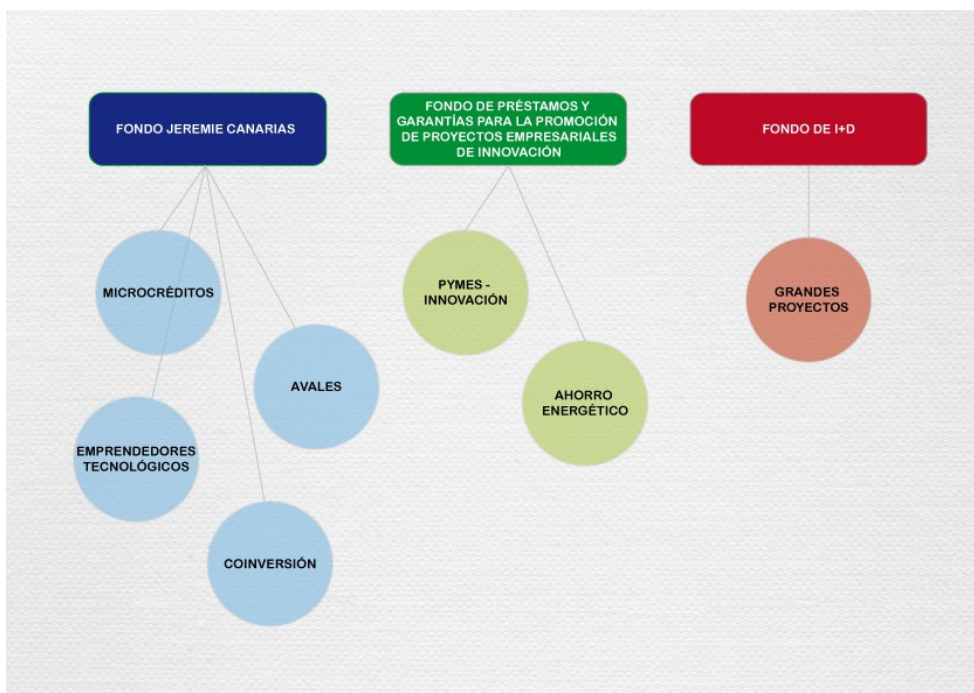 FONDO JEREMIE CANARIAS
FONDO DE PRÉSTAMOS Y
GARANTÍAS PARA LA PROMOCIÓN
DE PROYECTOS EMPRESARIALES
DE INNOVACIÓN
FONDO DE I+D
MICROCRÉDITOS
EMPRENDEDORES
TECNOLÓGICOS
COINVERSIÓN
AVALES
PYMES -
INNOVACIÓN
AHORRO
ENERGÉTICO
GRANDES
PROYECTOS